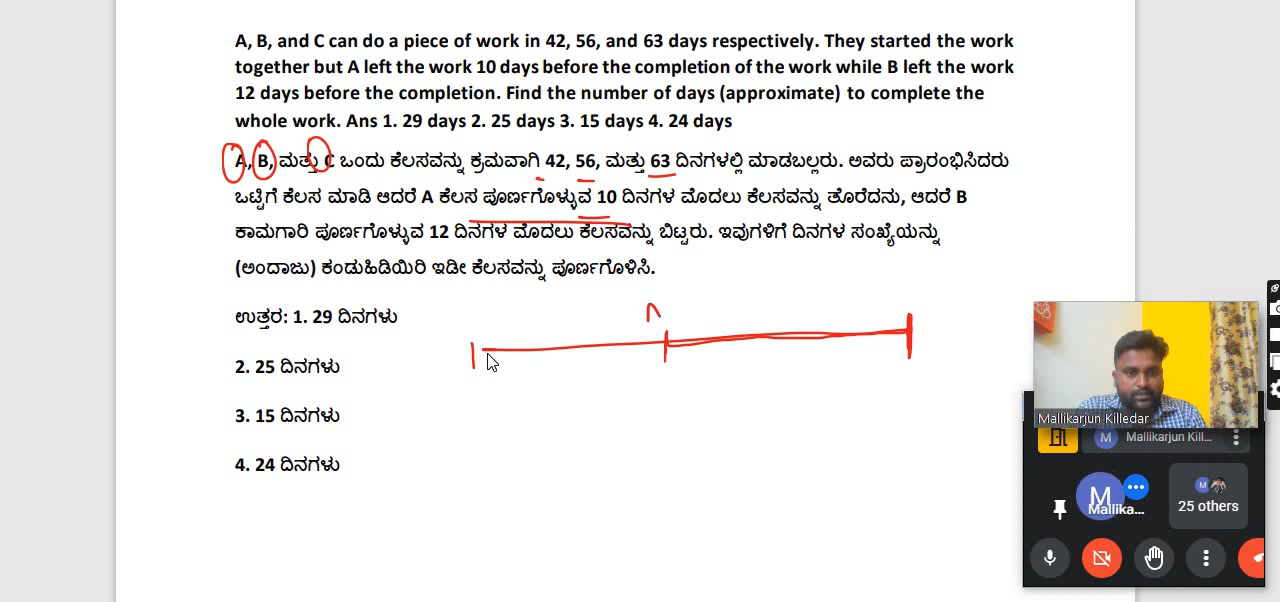 A, B, and C can do a piece of work in 42, 56, and 63 days respectively. They started the work
together but A left the work 10 days before the completion of the work while B left the work
12 days before the completion. Find the number of days (approximate) to complete the
whole work. Ans 1. 29 days 2. 25 days 3. 15 days 4. 24 days
A, B, ಮತ್ತು C ಒಂದು ಕೆಲಸವನ್ನು ಕ್ರಮವಾಗಿ 42, 56, ಮತ್ತು 63 ದಿನಗಳಲ್ಲಿ ಮಾಡಬಲ್ಲರು. ಅವರು ಪ್ರಾರಂಭಿಸಿದರು
ಒಟ್ಟಿಗೆ ಕೆಲಸ ಮಾಡಿ ಆದರೆ A ಕೆಲಸ ಪೂರ್ಣಗೊಳ್ಳುವ 10 ದಿನಗಳ ಮೊದಲು ಕೆಲಸವನ್ನು ತೊರೆದನು, ಆದರೆ B
ಕಾಮಗಾರಿ ಪೂರ್ಣಗೊಳ್ಳುವ 12 ದಿನಗಳ ಮೊದಲು ಕೆಲಸವನ್ನು ಬಿಟ್ಟರು. ಇವುಗಳಿಗೆ ದಿನಗಳ ಸಂಖ್ಯೆಯನ್ನು
(ಅಂದಾಜು) ಕಂಡುಹಿಡಿಯಿರಿ ಇಡೀ ಕೆಲಸವನ್ನು ಪೂರ್ಣಗೊಳಿಸಿ.
ಉತ್ತರ: 1. 29 ದಿನಗಳು
2. 25 ದಿನಗಳು
3. 15 ದಿನಗಳು
4. 24 ದಿನಗಳು
Mallikarjun Killedar
M Mallikarjun Kill...
M
Mallika...
M
25 others